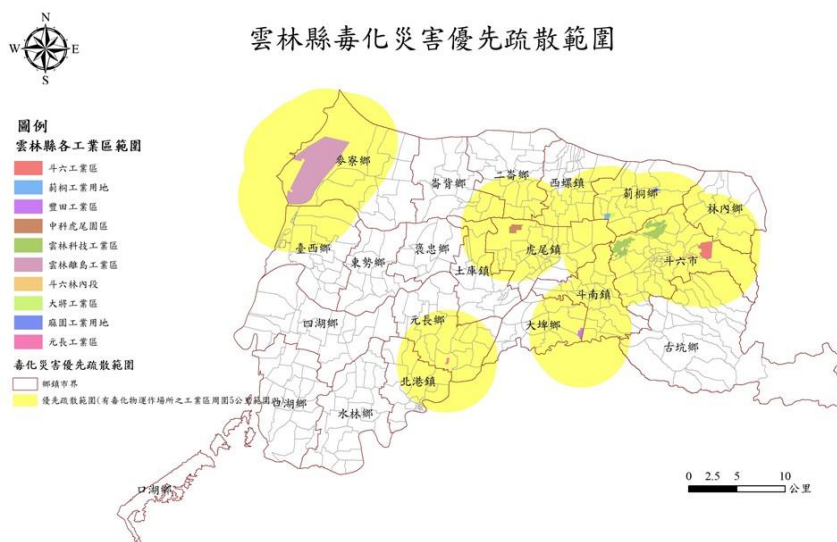 雲林縣毒化災害優先疏散範圍
N
W
E
S
圖例
雲林縣各工業區範圍
斗六工業區
莿桐工業用地
豐田工業區
中科虎尾園區
雲林科技工業區
雲林離島工業區
斗六林內段
大將工業區
麻園工業用地
元長工業區
毒化災害優先疏散範圍
鄉鎮市界
優先疏散範圍(有毒化物運作場所之工業區周圍5公里範圍內)
麥寮鄉
崙背鄉
二崙鄉
西螺鎮
莿桐鄉
林內鄉
臺西鄉
東勢鄉
褒忠鄉
土庫鎮
虎尾鎮
斗六市
斗南鎮
四湖鄉
元長鄉
大埤鄉
古坑鄉
北港鎮
口湖鄉
水林鄉
口湖鄉
0 2.5 5 10
公里